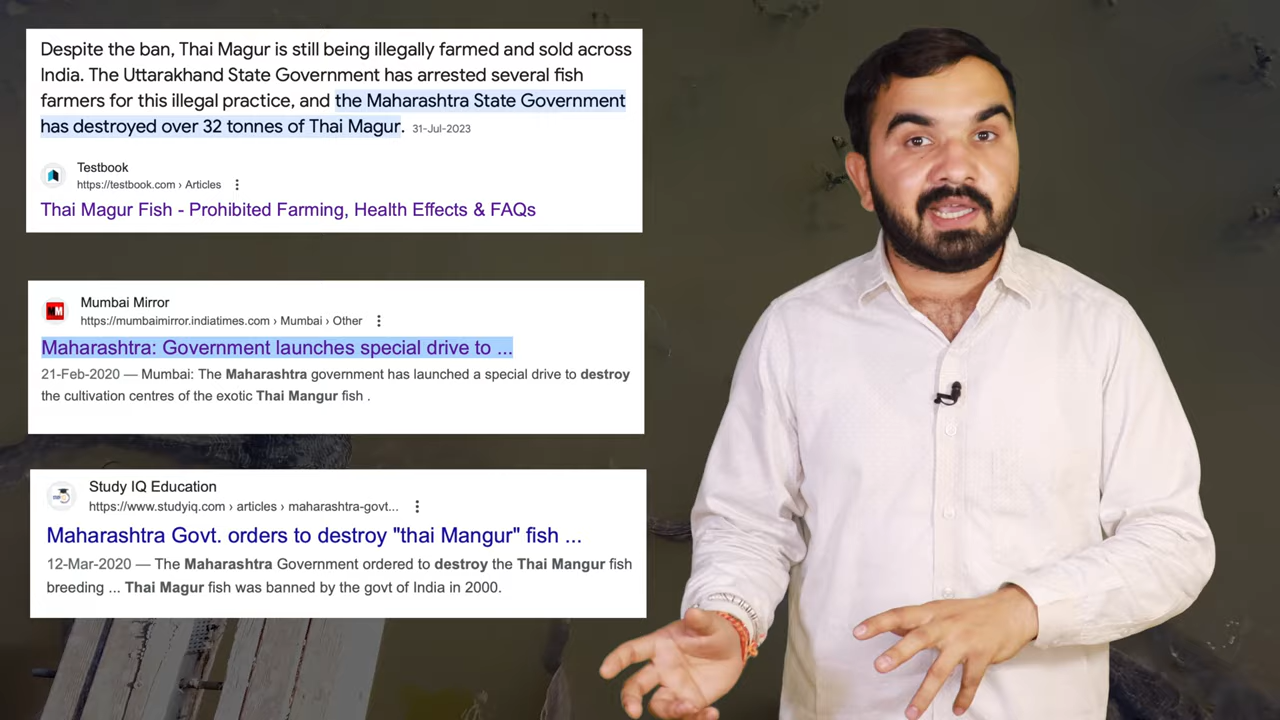 Despite the ban, Thai Magur is still being illegally farmed and sold across
India. The Uttarakhand State Government has arrested several fish
farmers for this illegal practice, and the Maharashtra State Government
has destroyed over 32 tonnes of Thai Magur. 31-Jul-2023
Testbook
https://testbook.com › Articles
Thai Magur Fish - Prohibited Farming, Health Effects & FAQs
MM
Mumbai Mirror
https://mumbaimirror.indiatimes.com › Mumbai › Other
Maharashtra: Government launches special drive to ...
21-Feb-2020 — Mumbai: The Maharashtra government has launched a special drive to destroy
the cultivation centres of the exotic Thai Mangur fish .
Study IQ Education
https://www.studyiq.com › articles › maharashtra-govt...
Maharashtra Govt. orders to destroy "thai Mangur" fish ...
12-Mar-2020 — The Maharashtra Government ordered to destroy the Thai Mangur fish
breeding ... Thai Magur fish was banned by the govt of India in 2000.